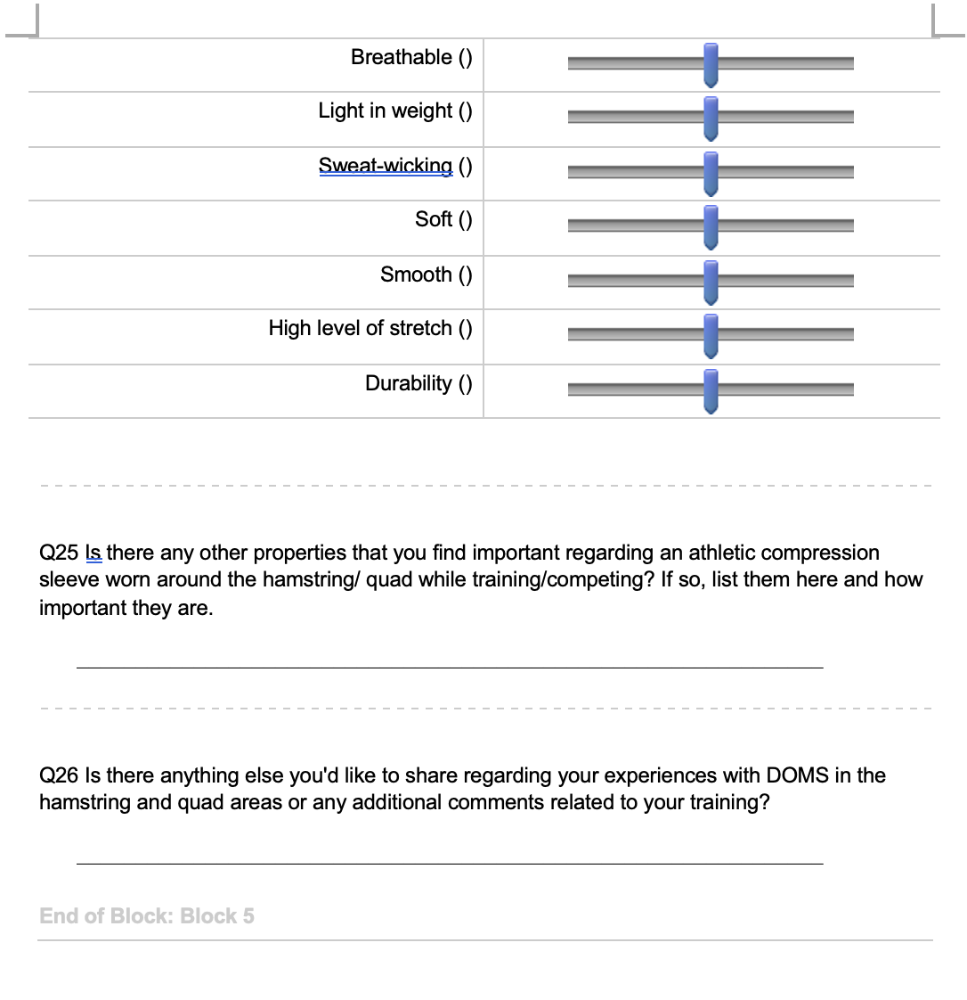 Breathable ()
Light in weight ()
Sweat-wicking ()
Soft ()
Smooth ()
High level of stretch ()
Durability ()
Q25 Is there any other properties that you find important regarding an athletic compression
sleeve worn around the hamstring/ quad while training/competing? If so, list them here and how
important they are.
Q26 Is there anything else you'd like to share regarding your experiences with DOMS in the
hamstring and quad areas or any additional comments related to your training?
End of Block: Block 5